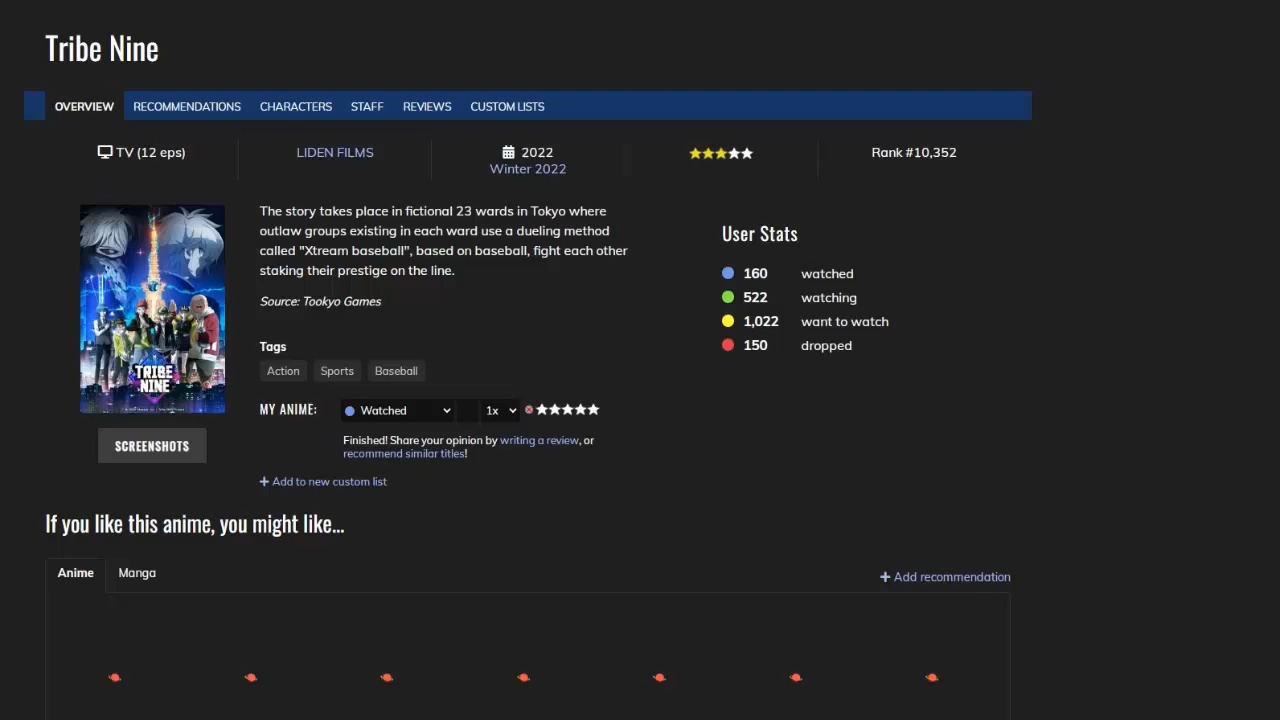 Tribe Nine
OVERVIEW RECOMMENDATIONS CHARACTERS STAFF REVIEWS CUSTOM LISTS
TV (12 eps)
LIDEN FILMS
2022
Winter 2022
Rank #10,352
The story takes place in fictional 23 wards in Tokyo where
outlaw groups existing in each ward use a dueling method
called "Xtream baseball", based on baseball, fight each other
staking their prestige on the line.
Source: Tookyo Games
Tags
Action Sports Baseball
MY ANIME: Watched 1x
Finished! Share your opinion by writing a review, or
recommend similar titles!
+ Add to new custom list
TRIBE
NINE
SCREENSHOTS
User Stats
160 watched
522 watching
1,022 want to watch
150 dropped
If you like this anime, you might like...
Anime Manga
+ Add recommendation